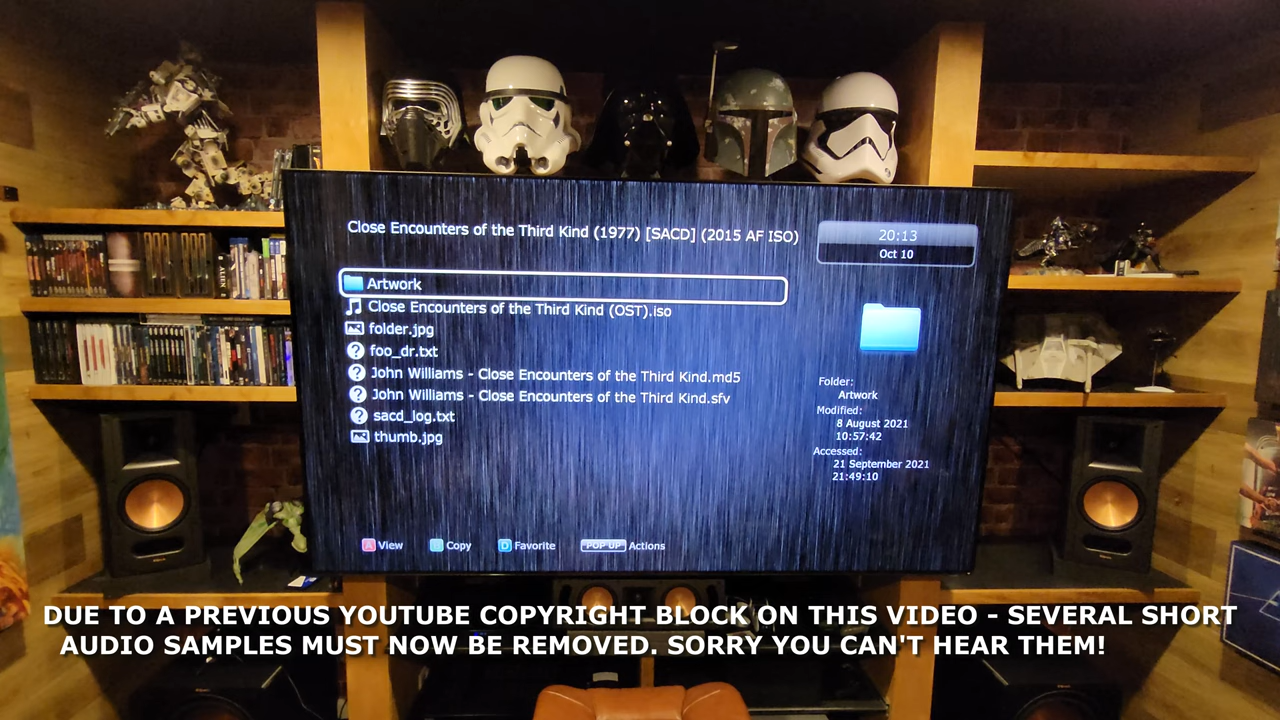 Close Encounters of the Third Kind (1977) [SACD] (2015 AF ISO)
20:13
Oct 10
Artwork
Close Encounters of the Third Kind (OST).iso
folder.jpg
foo_dr.txt
John Williams - Close Encounters of the Third Kind.md5
John Williams - Close Encounters of the Third Kind.sfv
sacd_log.txt
thumb.jpg
Folder:
Artwork
Modified:
8 August 2021
10:57:42
Accessed:
21 September 2021
21:49:10
A View
Copy
D Favorite
POP UP Actions
DUE TO A PREVIOUS YOUTUBE COPYRIGHT BLOCK ON THIS VIDEO - SEVERAL SHORT
AUDIO SAMPLES MUST NOW BE REMOVED. SORRY YOU CAN'T HEAR THEM!